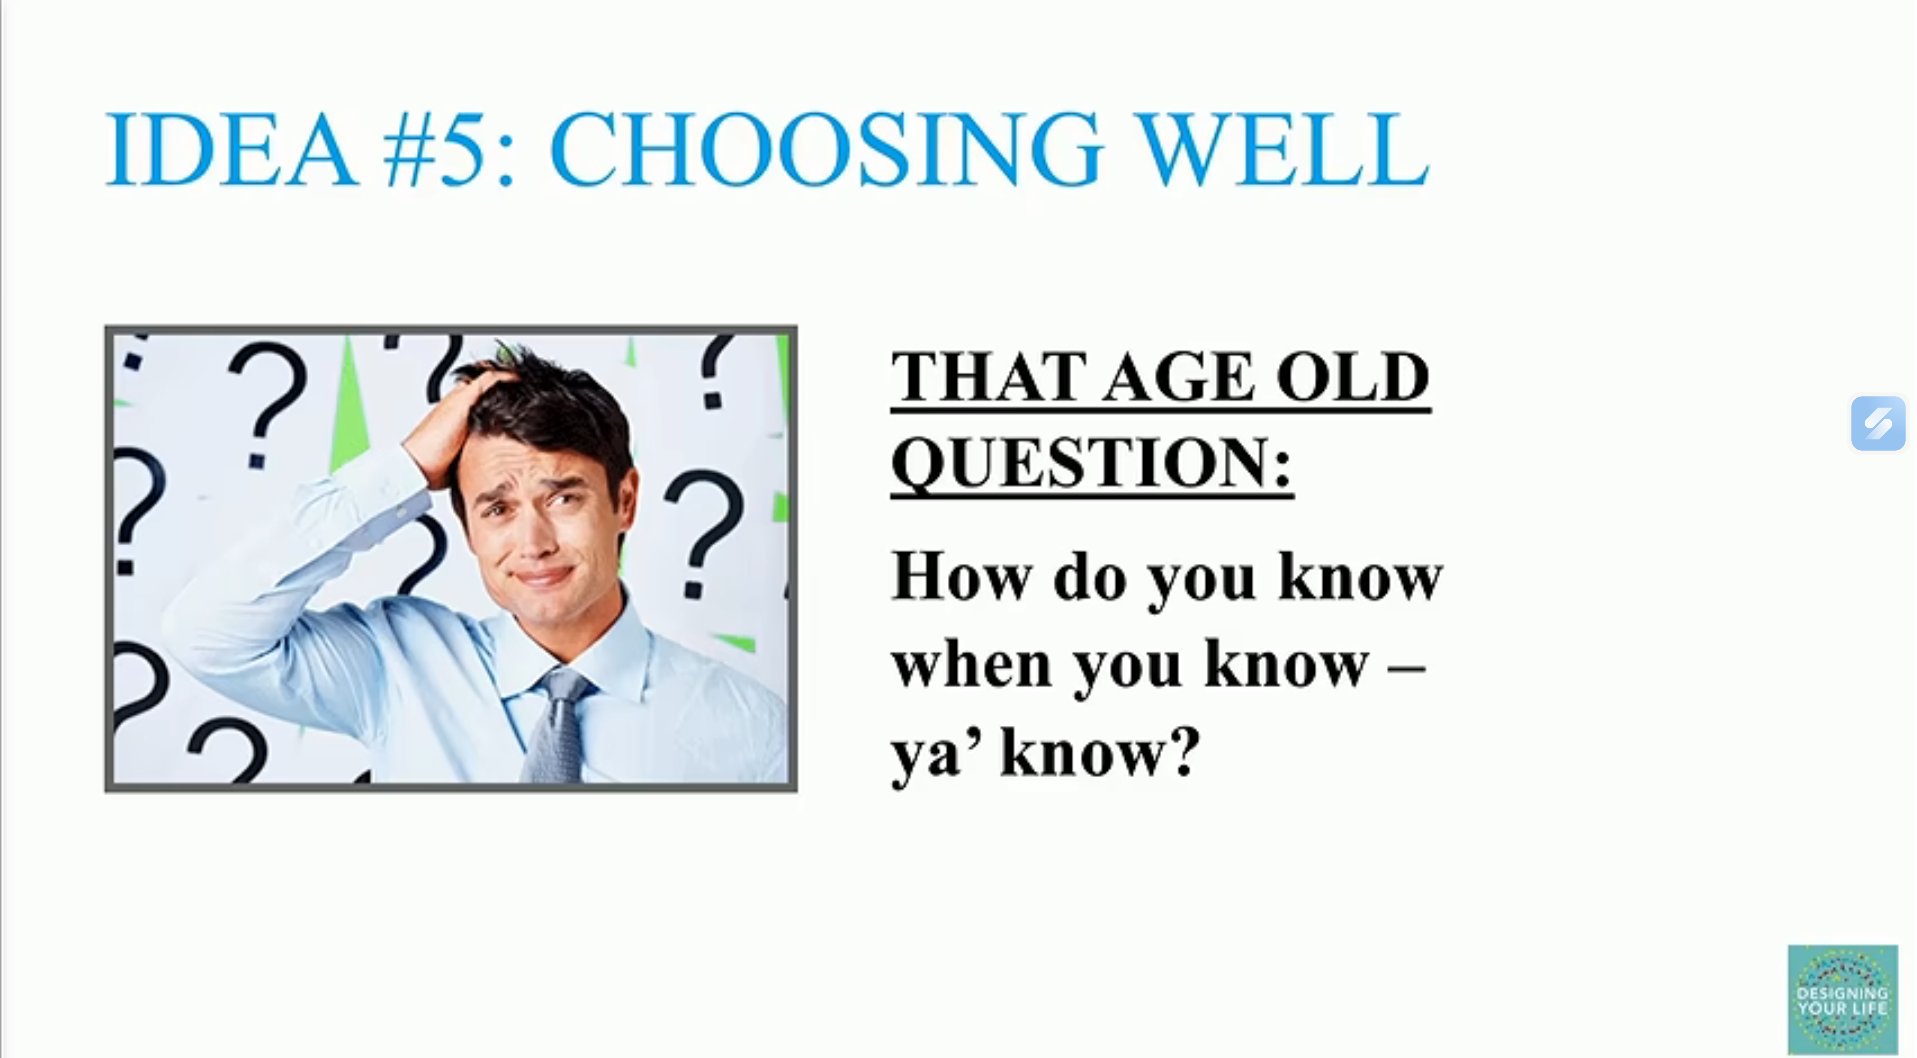 IDEA #5: CHOOSING WELL
THAT AGE OLD
QUESTION:
How do you know
when you know –
ya’ know?
DESIGNING
YOUR LIFE